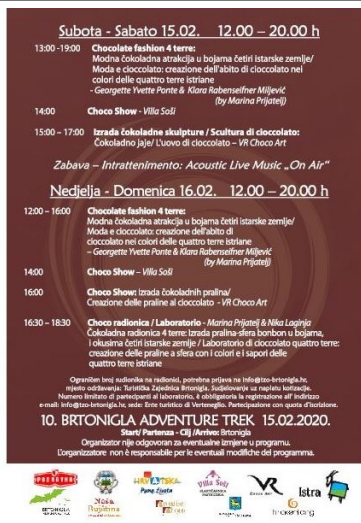 Subota - Sabato 15.02. 12.00 – 20.00 h
13:00 -19:00 Chocolate fashion 4 terre:
Modna čokoladna atrakcija u bojama četiri istarske zemlje/
Moda e cioccolato: creazione dell'abito di cioccolato nei
colori delle quattro terre istriane
- Georgette Yvette Ponte & Klara Rabenseifner Miljević
(by Marina Prijatelj)
14:00 Choco Show - Villa Soši
15:00 – 17:00 Izrada čokoladne skulpture / Scultura di cioccolato:
Čokoladno jaje/ L'uovo di cioccolato – VR Choco Art
Zabava – Intrattenimento: Acoustic Live Music „On Air“
Nedjelja - Domenica 16.02. 12.00 – 20.00 h
12:00 – 16:00 Chocolate fashion 4 terre:
Modna čokoladna atrakcija u bojama četiri istarske zemlje/
Moda e cioccolato: creazione dell'abito di
cioccolato nei colori delle quattro terre istriane
– Georgette Yvette Ponte & Klara Rabenseifner Miljević
(by Marina Prijatelj)
14:00 Choco Show – Villa Soši
16:00 Choco Show: Izrada čokoladnih pralina/
Creazione delle praline al cioccolato - VR Choco Art
16:30 – 18:30 Choco radionica / Laboratorio - Marina Prijatelj & Nika Laginja
Čokoladna radionica 4 terre: izrada pralina-sfera bonbon u bojama,
i okusima četiri istarske zemlje / Laboratorio di cioccolato quattro terre:
creazione delle praline a sfera con i colori e i sapori delle
quattro terre istriane
Ograničen broj sudionika na radionici, potrebna prijava na info@tzo-brtonigla.hr,
mjesto održavanja: Turistička Zajednica Brtonigla. Sudjelovanje uz naplatu kotizacije.
Numero limitato di partecipanti al laboratorio, è obbligatoria la registrazione all' indirizzo
e-mail: info@tzo-brtonigla.hr, sede: Ente turistico di Verteneglio. Partecipazione con quota d'iscrizione.
10. BRTONIGLA ADVENTURE TREK 15.02.2020.
Start/ Partenza - Cilj /Arrivo: Brtonigla
Organizator nije odgovoran za eventualne izmjene u programu.
L'organizzatore non è responsabile per le eventuali modifiche del programma.
HRVATSKA
Villa Soši
Istra
Puna života
Naša Bujština
VR
Choco Art